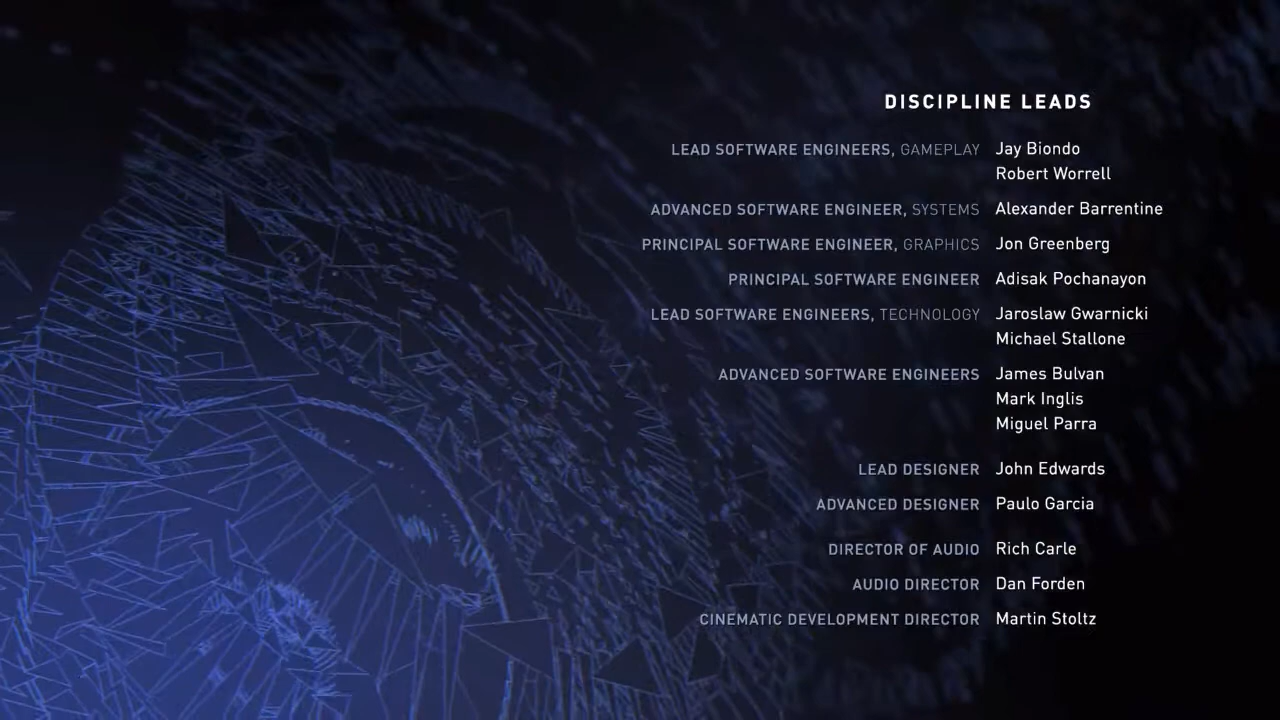 DISCIPLINE LEADS
LEAD SOFTWARE ENGINEERS, GAMEPLAY Jay Biondo
Robert Worrell
ADVANCED SOFTWARE ENGINEER, SYSTEMS Alexander Barrentine
PRINCIPAL SOFTWARE ENGINEER, GRAPHICS Jon Greenberg
PRINCIPAL SOFTWARE ENGINEER Adisak Pochanayon
LEAD SOFTWARE ENGINEERS, TECHNOLOGY Jaroslaw Gwarnicki
Michael Stallone
ADVANCED SOFTWARE ENGINEERS James Bulvan
Mark Inglis
Miguel Parra
LEAD DESIGNER John Edwards
ADVANCED DESIGNER Paulo Garcia
DIRECTOR OF AUDIO Rich Carle
AUDIO DIRECTOR Dan Forden
CINEMATIC DEVELOPMENT DIRECTOR Martin Stoltz